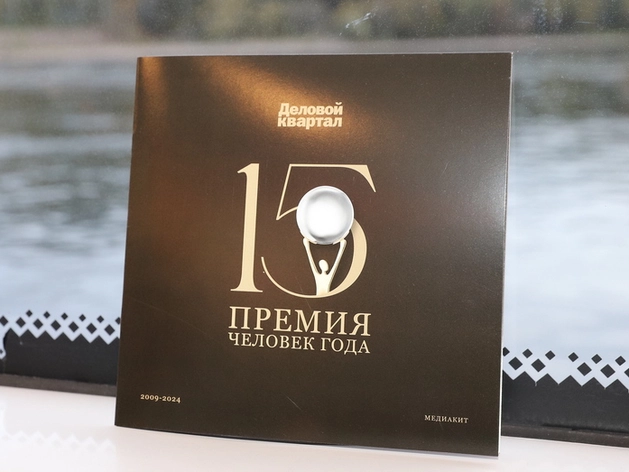 Деловой
квартал
15
ПРЕМИЯ
ЧЕЛОВЕК ГОДА
2009-2024
МЕДИАКИТ